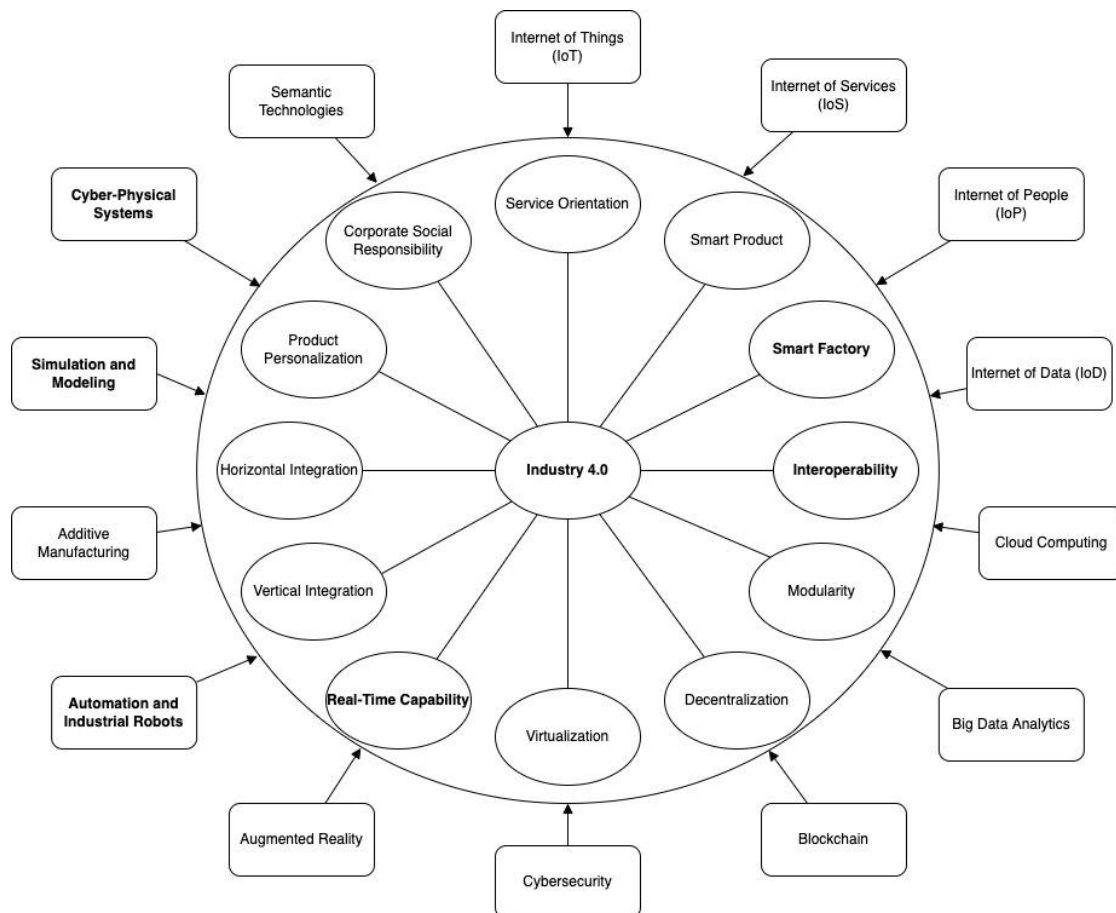 Internet of Things
(IoT)
Semantic
Technologies
Internet of Services
(IoS)
Cyber-Physical
Systems
Internet of People
(IoP)
Service Orientation
Corporate Social
Responsibility
Smart Product
Product
Personalization
Smart Factory
Simulation and
Modeling
Internet of Data (IoD)
Horizontal Integration
Industry 4.0
Interoperability
Additive
Manufacturing
Cloud Computing
Vertical Integration
Modularity
Automation and
Industrial Robots
Real-Time Capability
Decentralization
Virtualization
Big Data Analytics
Augmented Reality
Blockchain
Cybersecurity